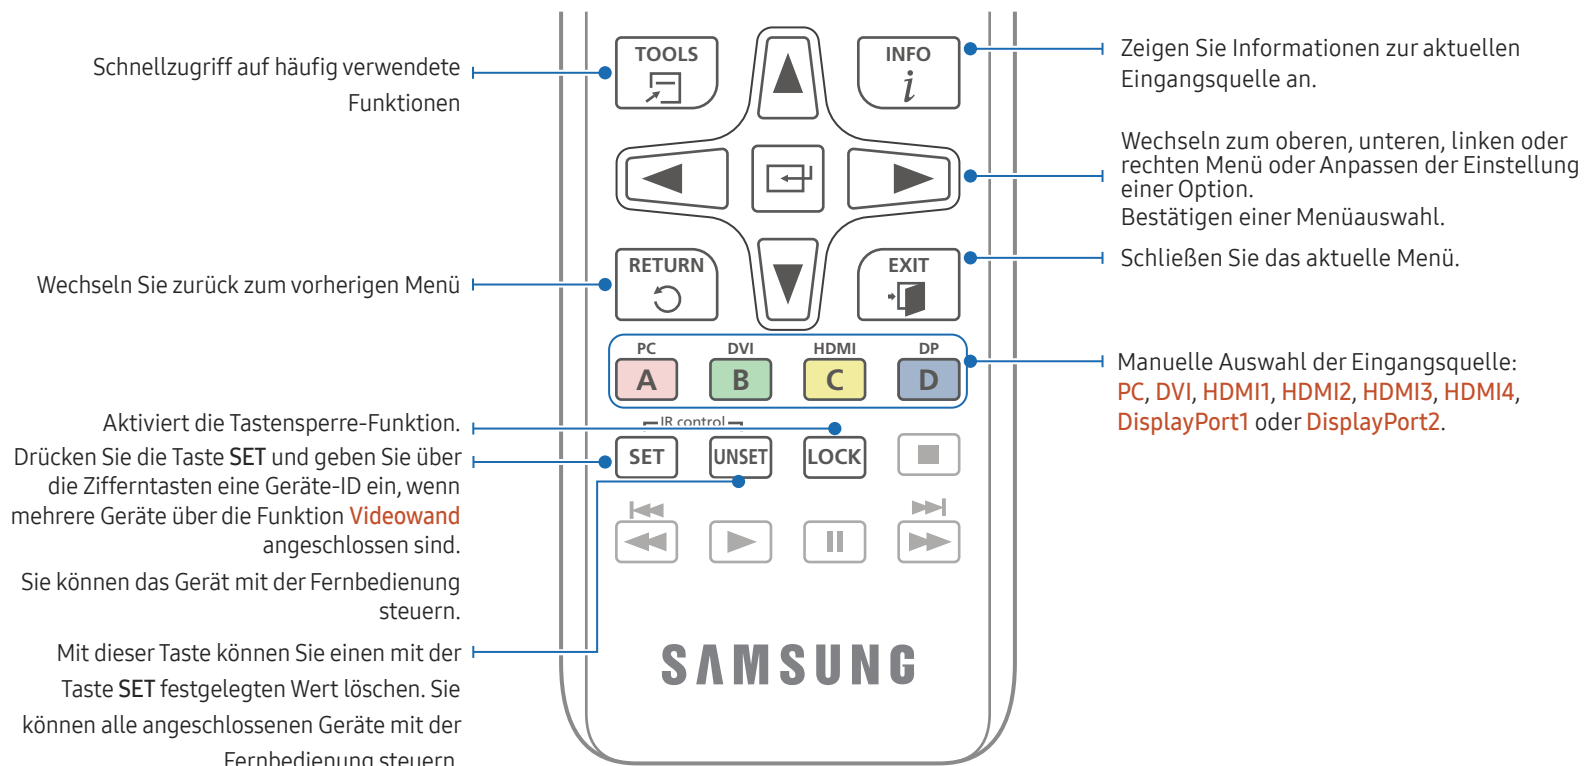 Schnellzugriff auf häufig verwendete
Funktionen
TOOLS
INFO
i
Zeigen Sie Informationen zur aktuellen
Eingangsquelle an.
Wechseln zum oberen, unteren, linken oder
rechten Menü oder Anpassen der Einstellung
einer Option.
Bestätigen einer Menüauswahl.
Wechseln Sie zurück zum vorherigen Menü
RETURN
EXIT
Schließen Sie das aktuelle Menü.
PC DVI HDMI DP
A B C D
Manuelle Auswahl der Eingangsquelle:
PC, DVI, HDMI1, HDMI2, HDMI3, HDMI4,
DisplayPort1 oder DisplayPort2.
Aktiviert die Tastensperre-Funktion.
IR control
SET UNSET LOCK
Drücken Sie die Taste SET und geben Sie über
die Zifferntasten eine Geräte-ID ein, wenn
mehrere Geräte über die Funktion Videowand
angeschlossen sind.
Sie können das Gerät mit der Fernbedienung
steuern.
Mit dieser Taste können Sie einen mit der
Taste SET festgelegten Wert löschen. Sie
können alle angeschlossenen Geräte mit der
Fernbedienung steuern.
SAMSUNG